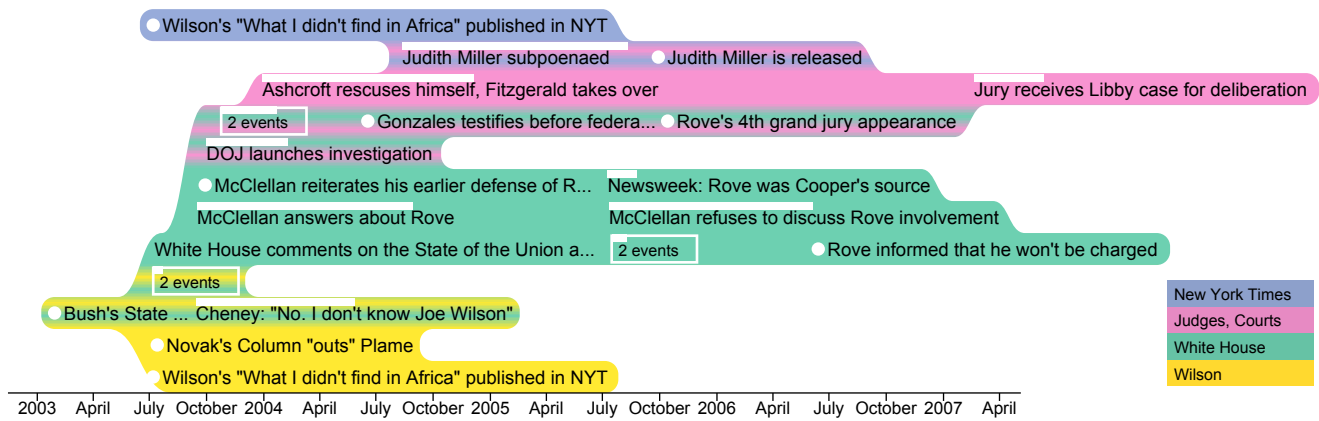 Wilson's "What I didn't find in Africa" published in NYT
Judith Miller subpoenaed
Judith Miller is released
Ashcroft rescuses himself, Fitzgerald takes over
Jury receives Libby case for deliberation
2 events
Gonzales testifies before federa...
Rove's 4th grand jury appearance
DOJ launches investigation
McClellan reiterates his earlier defense of R...
Newsweek: Rove was Cooper's source
McClellan answers about Rove
McClellan refuses to discuss Rove involvement
White House comments on the State of the Union a...
2 events
Rove informed that he won't be charged
2 events
Bush's State ...
Cheney: "No. I don't know Joe Wilson"
Novak's Column "outs" Plame
Wilson's "What I didn't find in Africa" published in NYT
New York Times
Judges, Courts
White House
Wilson
2003 April July October 2004 April July October 2005 April July October 2006 April July October 2007 April